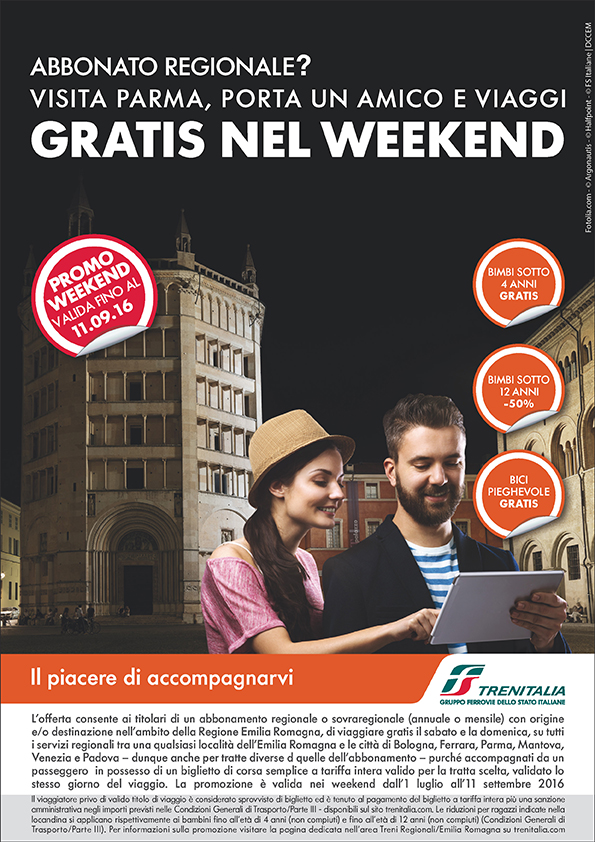 Fotolia.com - © Argonautis - © Halfpoint - © FS Italiane | DCCEM
ABBONATO REGIONALE?
VISITA PARMA, PORTA UN AMICO E VIAGGI
GRATIS NEL WEEKEND
PROMO
WEEKEND
VALIDA FINO AL
11.09.16
BIMBI SOTTO
4 ANNI
GRATIS
BIMBI SOTTO
12 ANNI
-50%
BICI
PIEGHEVOLE
GRATIS
Il piacere di accompagnarvi
FS TRENITALIA
GRUPPO FERROVIE DELLO STATO ITALIANE
L'offerta consente ai titolari di un abbonamento regionale o sovraregionale (annuale o mensile) con origine
e/o destinazione nell'ambito della Regione Emilia Romagna, di viaggiare gratis il sabato e la domenica, su tutti
i servizi regionali tra una qualsiasi località dell'Emilia Romagna e le città di Bologna, Ferrara, Parma, Mantova,
Venezia e Padova – dunque anche per tratte diverse d quelle dell'abbonamento – purché accompagnati da un
passeggero in possesso di un biglietto di corsa semplice a tariffa intera valido per la tratta scelta, validato lo
stesso giorno del viaggio. La promozione è valida nei weekend dall'1 luglio all'11 settembre 2016
Il viaggiatore privo di valido titolo di viaggio è considerato sprovvisto di biglietto ed è tenuto al pagamento del biglietto a tariffa intera più una sanzione
amministrativa negli importi previsti nelle Condizioni Generali di Trasporto/Parte III - disponibili sul sito trenitalia.com. Le riduzioni per ragazzi indicate nella
locandina si applicano rispettivamente ai bambini fino all'età di 4 anni (non compiuti) e fino all'età di 12 anni (non compiuti) (Condizioni Generali di
Trasporto/Parte III). Per informazioni sulla promozione visitare la pagina dedicata nell'area Treni Regionali/Emilia Romagna su trenitalia.com